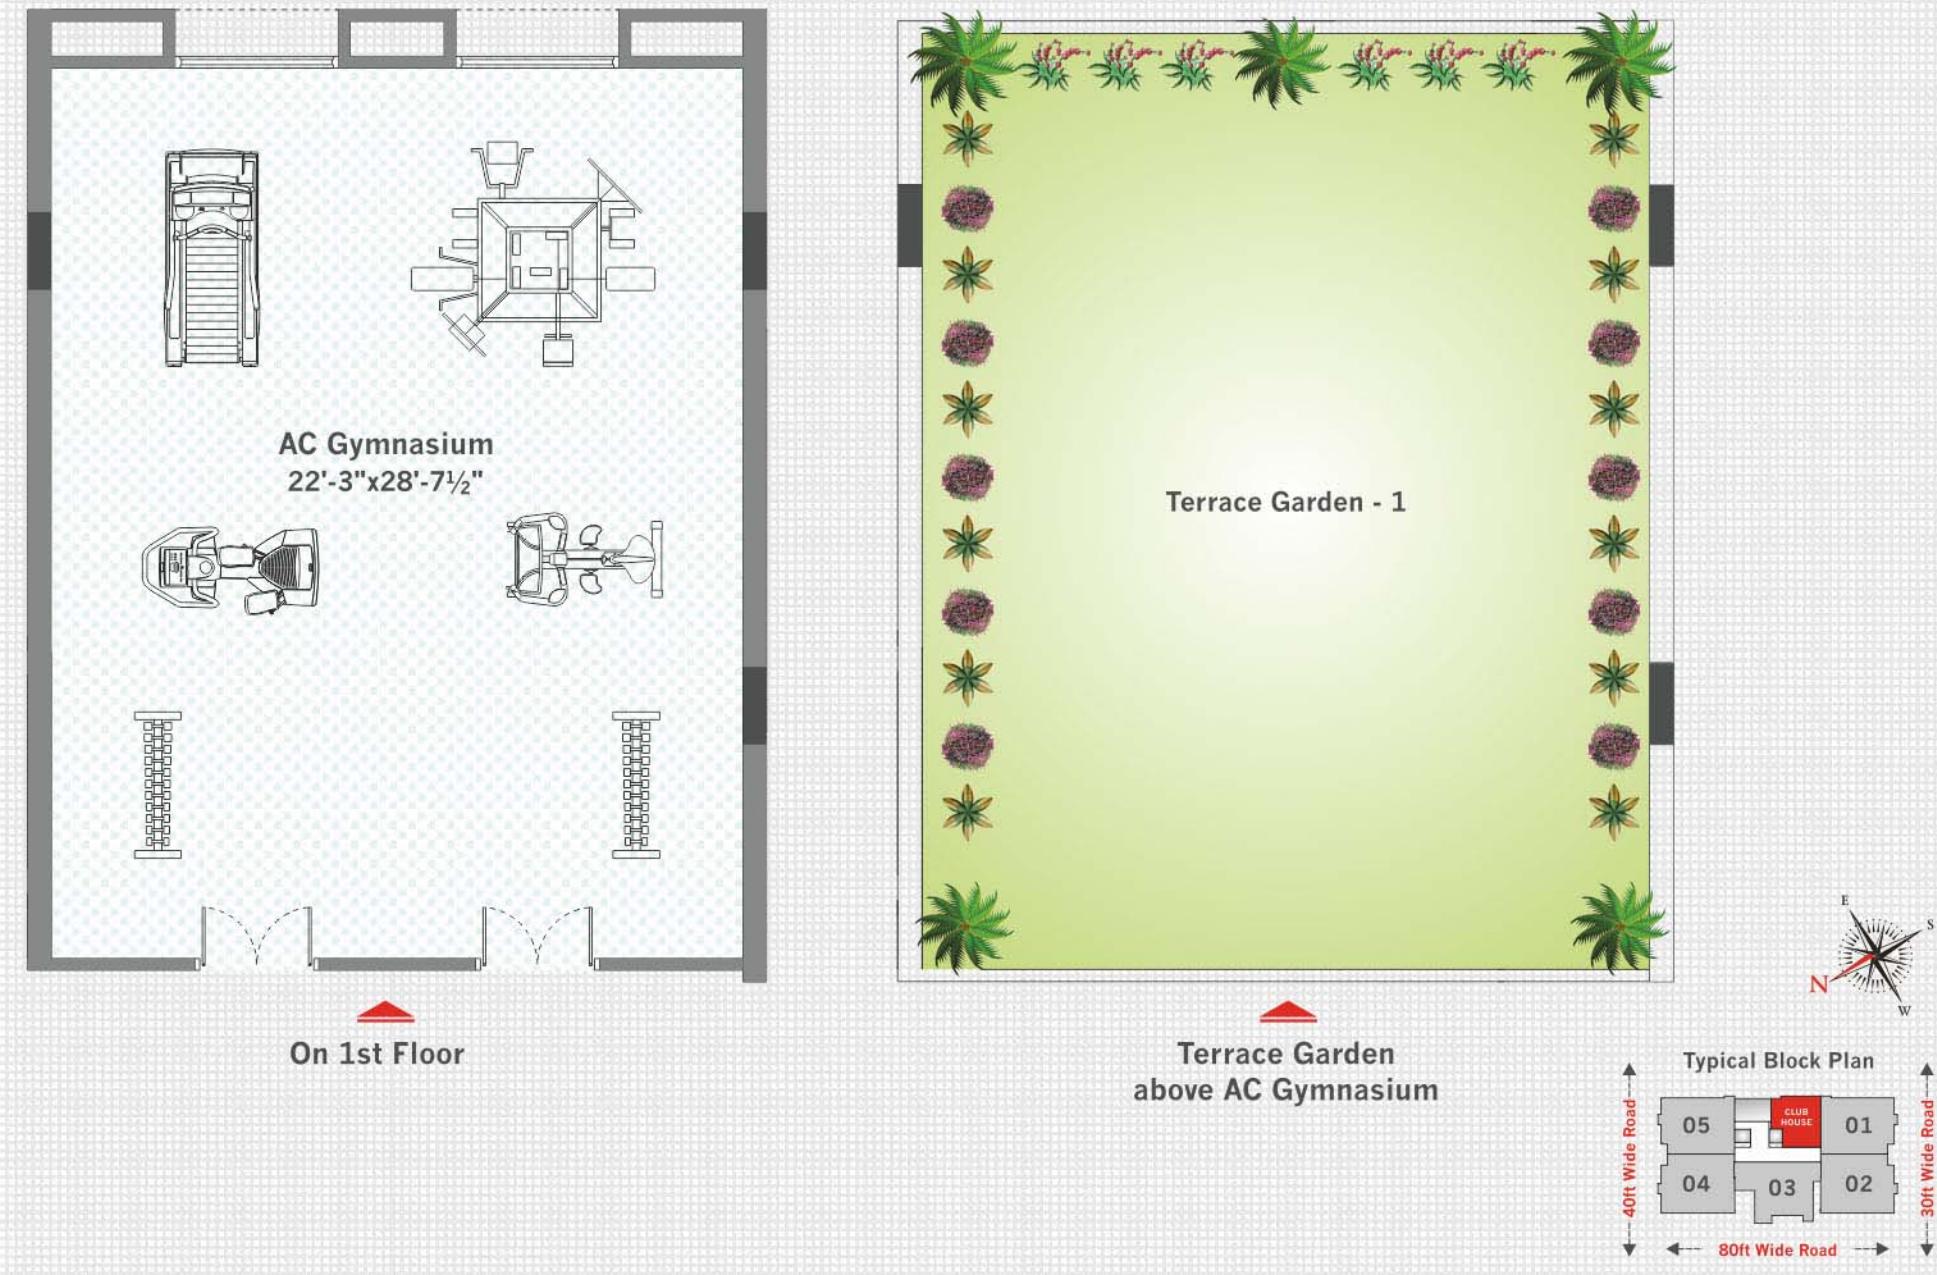 AC Gymnasium
22'-3"x28'-7½"
On 1st Floor
Terrace Garden - 1
Terrace Garden
above AC Gymnasium
E
S
N
W
Typical Block Plan
40ft Wide Road
05
CLUB
HOUSE
01
04
03
02
30ft Wide Road
80ft Wide Road